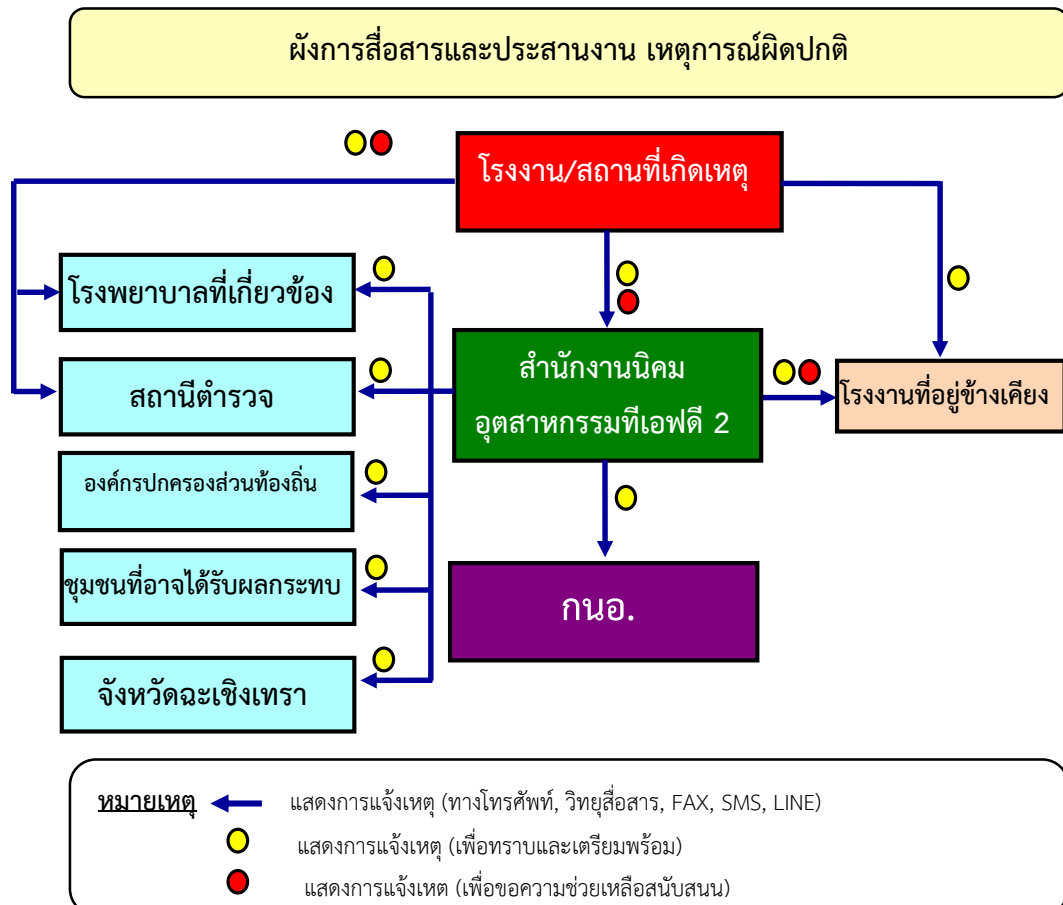 ผังการสื่อสารและประสานงาน เหตุการณ์ผิดปกติ
โรงงาน/สถานที่เกิดเหตุ
โรงพยาบาลที่เกี่ยวข้อง
สถานีตำรวจ
องค์กรปกครองส่วนท้องถิ่น
ชุมชนที่อาจได้รับผลกระทบ
จังหวัดฉะเชิงเทรา
สำนักงานนิคม
อุตสาหกรรมทีเอฟดี 2
โรงงานที่อยู่ข้างเคียง
กนอ.
หมายเหตุ แสดงการแจ้งเหตุ (ทางโทรศัพท์, วิทยุสื่อสาร, FAX, SMS, LINE)
แสดงการแจ้งเหตุ (เพื่อทราบและเตรียมพร้อม)
แสดงการแจ้งเหต (เพื่อขอความช่วยเหลือสนับสนน)